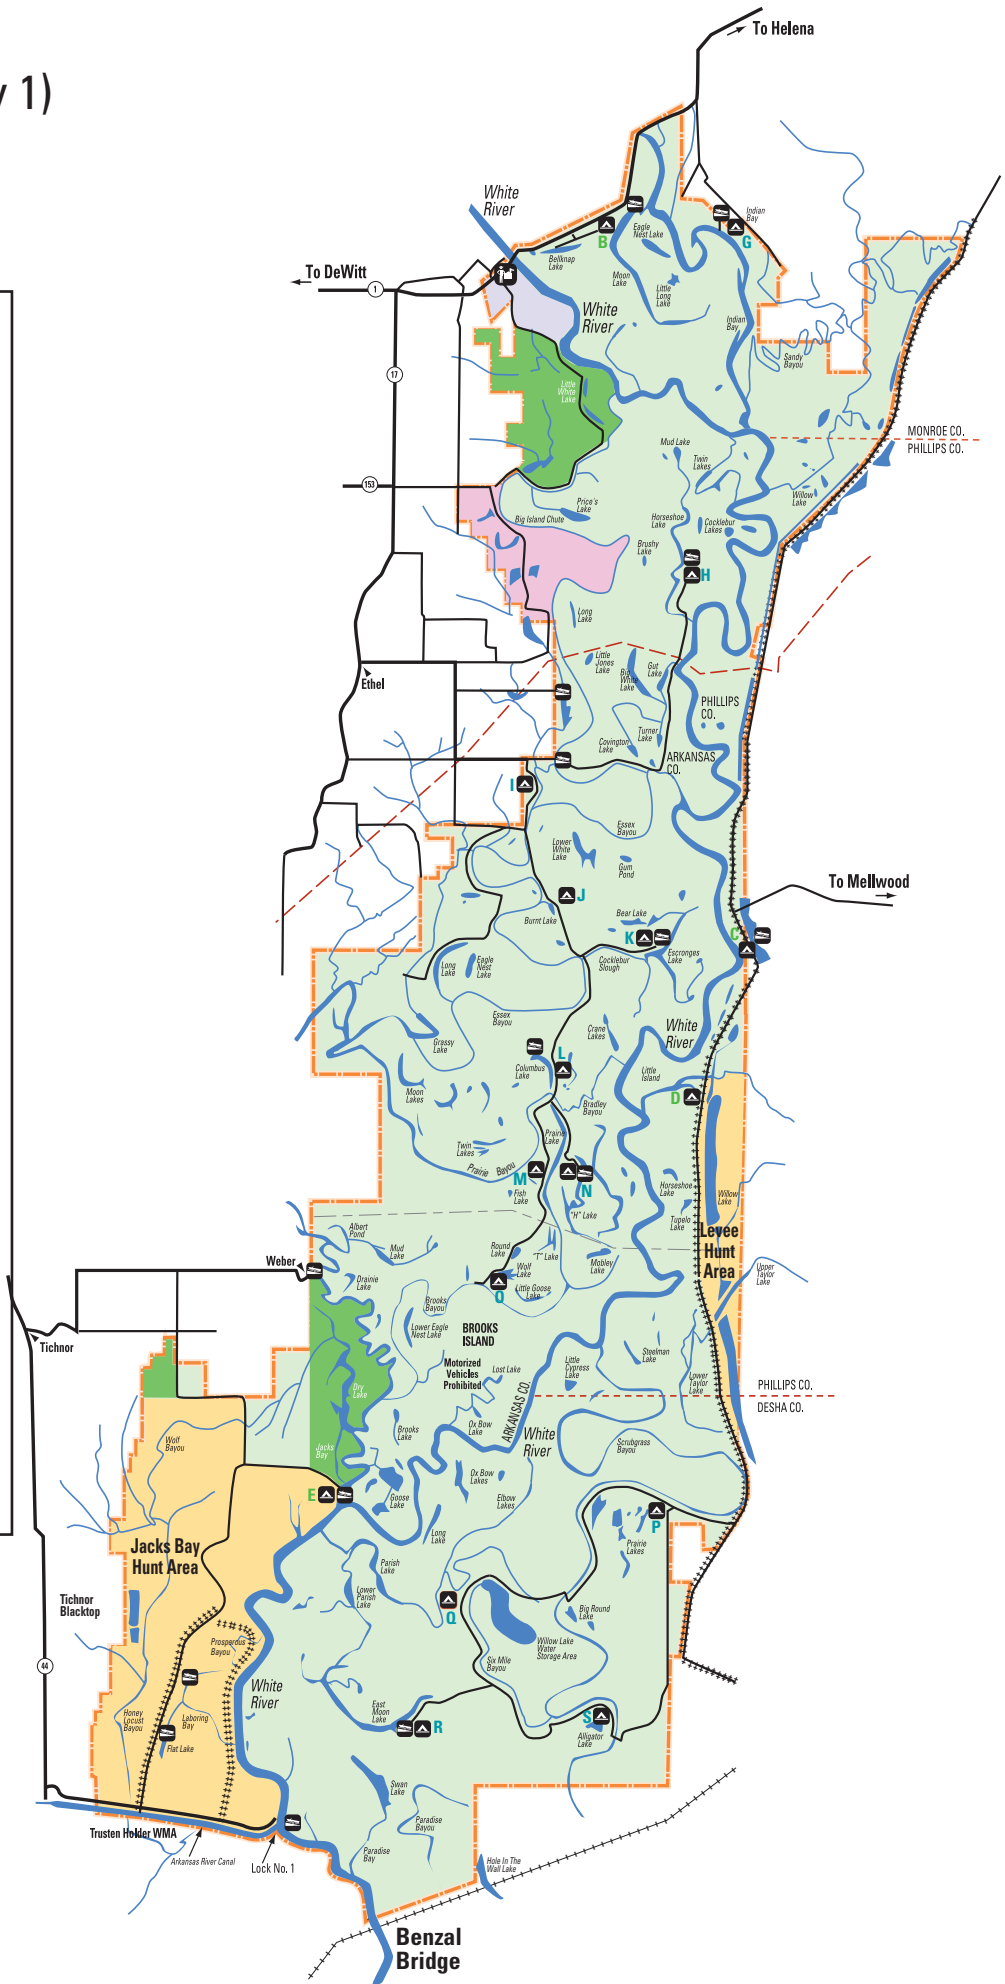 To Helena
1)
White
River
Indian
Bay
B
Eagle
Nest Lake
G
Bellknap
Lake
To DeWitt
1
Moon
Lake
Little
Long
Lake
White
River
Indian
Bay
Sandy
Bayou
17
Little
White
Lake
MONROE CO.
PHILLIPS CO.
Mud Lake
Twin
Lakes
153
Willow
Lake
Price's
Lake
Big Island Chute
Horseshoe
Lake
Cocklebur
Lakes
Brushy
Lake
H
Long
Lake
Little
Jones
Lake
Big
White
Lake
Gut
Lake
Ethel
PHILLIPS
CO.
Turner
Lake
Covington
Lake
ARKANSAS
CO.
I
Essex
Bayou
Lower
White
Lake
Gum
Pond
To Mellwood
J
Burnt Lake
Bear Lake
K
C
Cocklebur
Slough
Escronges
Lake
Long
Lake
Eagle
Nest
Lake
Essex
Bayou
Crane
Lakes
White
River
Grassy
Lake
L
Columbus
Lake
Little
Island
D
Moon
Lakes
Bradley
Bayou
Prairie
Lake
Twin
Lakes
Prairie Bayou
M
N
Fish
Lake
Horseshoe
Lake
Willow
Lake
"H" Lake
Tupelo
Lake
Levee
Hunt
Area
Albert
Pond
Mud
Lake
Round
Lake
"T" Lake
Weber
Wolf
Lake
Mobley
Lake
Upper
Taylor
Lake
Drainie
Lake
O
Little Goose
Lake
Brooks
Bayou
Lower Eagle
Nest Lake
BROOKS
ISLAND
Tichnor
Motorized
Vehicles
Prohibited
Lost Lake
Little
Cypress
Lake
Steelman
Lake
Lower
Taylor
Lake
Dry
Lake
PHILLIPS CO.
DESHA CO.
ARKANSAS CO.
Wolf
Bayou
Jacks
Bay
Brooks
Lake
Ox Bow
Lake
White
River
Scrubgrass
Bayou
Ox Bow
Lakes
E
Goose
Lake
Elbow
Lakes
P
Long
Lake
Prairie
Lakes
Jacks Bay
Hunt Area
Parish
Lake
Lower
Parish
Lake
Tichnor
Blacktop
Q
Big Round
Lake
Prosperous
Bayou
Willow Lake
Water
Storage Area
44
Six Mile
Bayou
White
River
Honey
Locust
Bayou
Laboring
Bay
East
Moon
Lake
R
S
Flat Lake
Alligator
Lake
Swan
Lake
Trusten Holder WMA
Paradise
Bayou
Arkansas River Canal
Lock No. 1
Paradise
Bay
Hole In The
Wall Lake
Benzal
Bridge